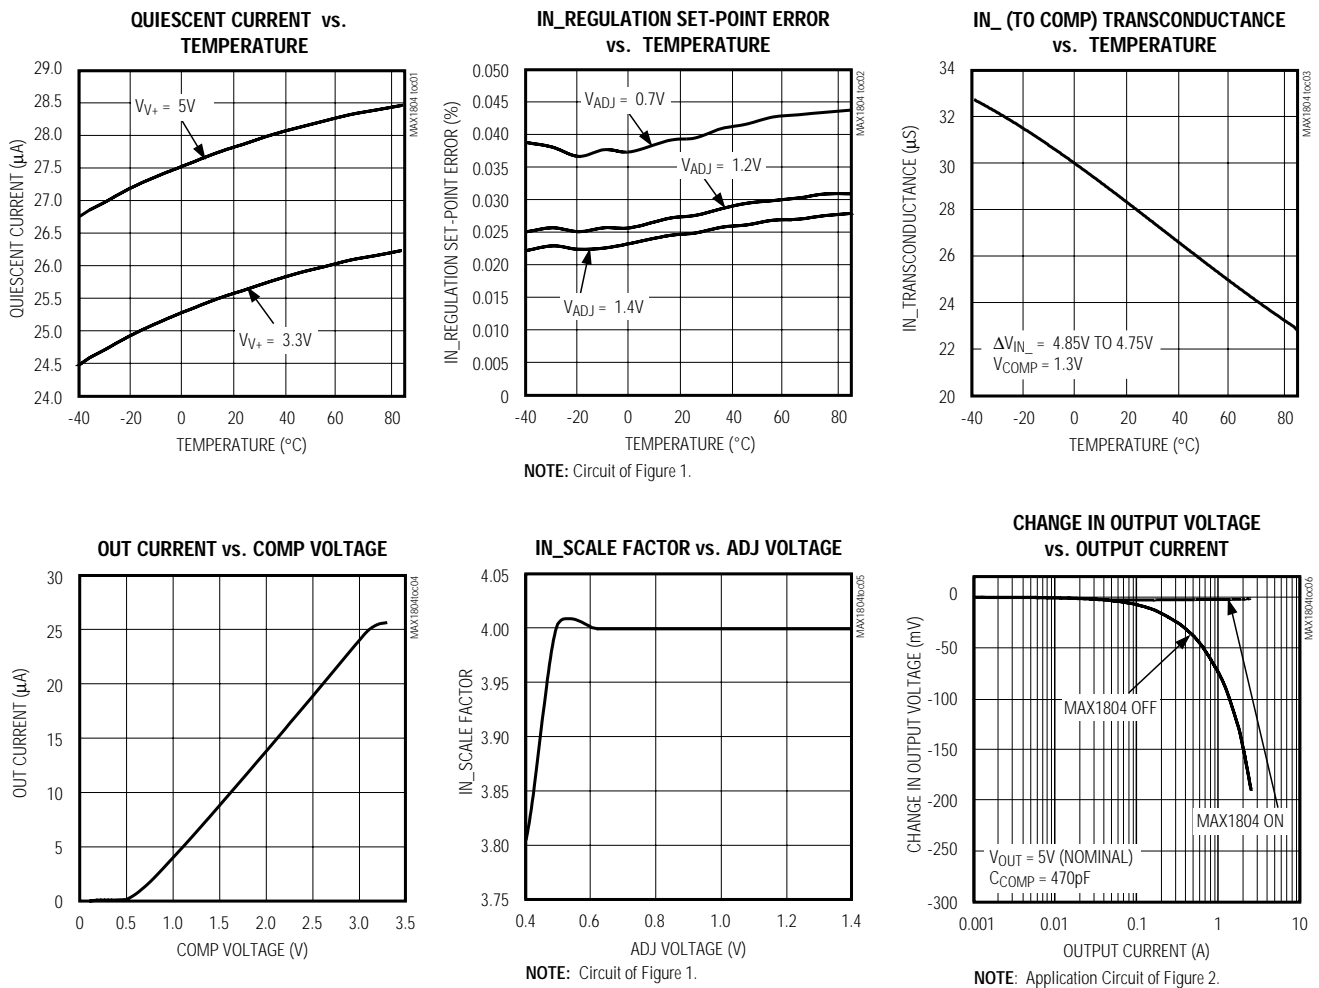 QUIESCENT CURRENT vs.
TEMPERATURE
29.0
28.5
28.0
27.5
27.0
26.5
26.0
25.5
25.0
24.5
24.0
QUIESCENT CURRENT (µA)
VV+ = 5V
VV+ = 3.3V
MAX1804 toc01
-40 -20 0 20 40 60 80
TEMPERATURE (°C)
IN_REGULATION SET-POINT ERROR
vs. TEMPERATURE
0.050
0.045
0.040
0.035
0.030
0.025
0.020
0.015
0.010
0.005
0
IN_REGULATION SET-POINT ERROR (%)
VADJ = 0.7V
VADJ = 1.2V
VADJ = 1.4V
MAX1804 toc02
-40 -20 0 20 40 60 80
TEMPERATURE (°C)
NOTE: Circuit of Figure 1.
IN_ (TO COMP) TRANSCONDUCTANCE
vs. TEMPERATURE
34
32
30
28
26
24
22
20
IN_TRANSCONDUCTANCE (µS)
ΔVIN_ = 4.85V TO 4.75V
VCOMP = 1.3V
MAX1804 toc03
-40 -20 0 20 40 60 80
TEMPERATURE (°C)
OUT CURRENT vs. COMP VOLTAGE
30
25
20
15
10
5
0
OUT CURRENT (µA)
MAX1804toc04
0 0.5 1.0 1.5 2.0 2.5 3.0 3.5
COMP VOLTAGE (V)
IN_SCALE FACTOR vs. ADJ VOLTAGE
4.05
4.00
3.95
3.90
3.85
3.80
3.75
IN_SCALE FACTOR
MAX1804toc05
0.4 0.6 0.8 1.0 1.2 1.4
ADJ VOLTAGE (V)
NOTE: Circuit of Figure 1.
CHANGE IN OUTPUT VOLTAGE
vs. OUTPUT CURRENT
0
-50
-100
-150
-200
-250
-300
CHANGE IN OUTPUT VOLTAGE (mV)
MAX1804 OFF
MAX1804 ON
VOUT = 5V (NOMINAL)
CCOMP = 470pF
MAX1804toc06
0.001 0.01 0.1 1 10
OUTPUT CURRENT (A)
NOTE: Application Circuit of Figure 2.